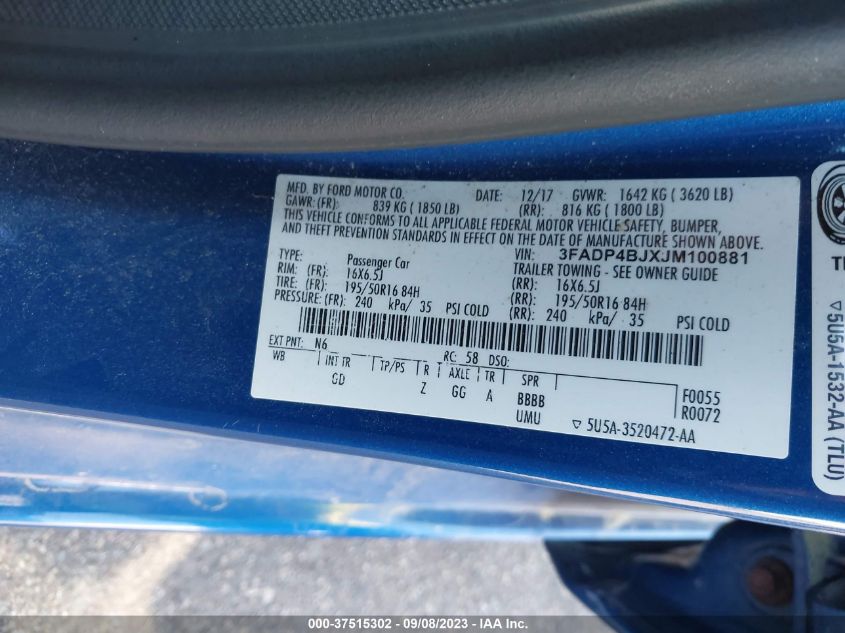 MFD. BY FORD MOTOR CO. DATE: 12/17 GVWR: 1642 KG ( 3620 LB)
GAWR: (FR): 839 KG ( 1850 LB) (RR): 816 KG ( 1800 LB)
THIS VEHICLE CONFORMS TO ALL APPLICABLE FEDERAL MOTOR VEHICLE SAFETY, BUMPER,
AND THEFT PREVENTION STANDARDS IN EFFECT ON THE DATE OF MANUFACTURE SHOWN ABOVE.
VIN: 3FADP4BJXJM100881
TYPE: Passenger Car TRAILER TOWING - SEE OWNER GUIDE
RIM: (FR): 16X6.5J (RR): 16X6.5J
TIRE: (FR): 195/50R16 84H (RR): 195/50R16 84H
PRESSURE: (FR): 240 kPa/ 35 PSI COLD (RR): 240 kPa/ 35 PSI COLD
EXT PNT: N6 RC: 58 DSO:
WB INT TR TP/PS R AXLE TR SPR
GD Z GG A BBBB
UMU
F0055
R0072
▽ 5U5A-3520472-AA
▽ 5U5A-1532-AA (TLU)
000-37515302 - 09/08/2023 - © IAA Holdings, LLC